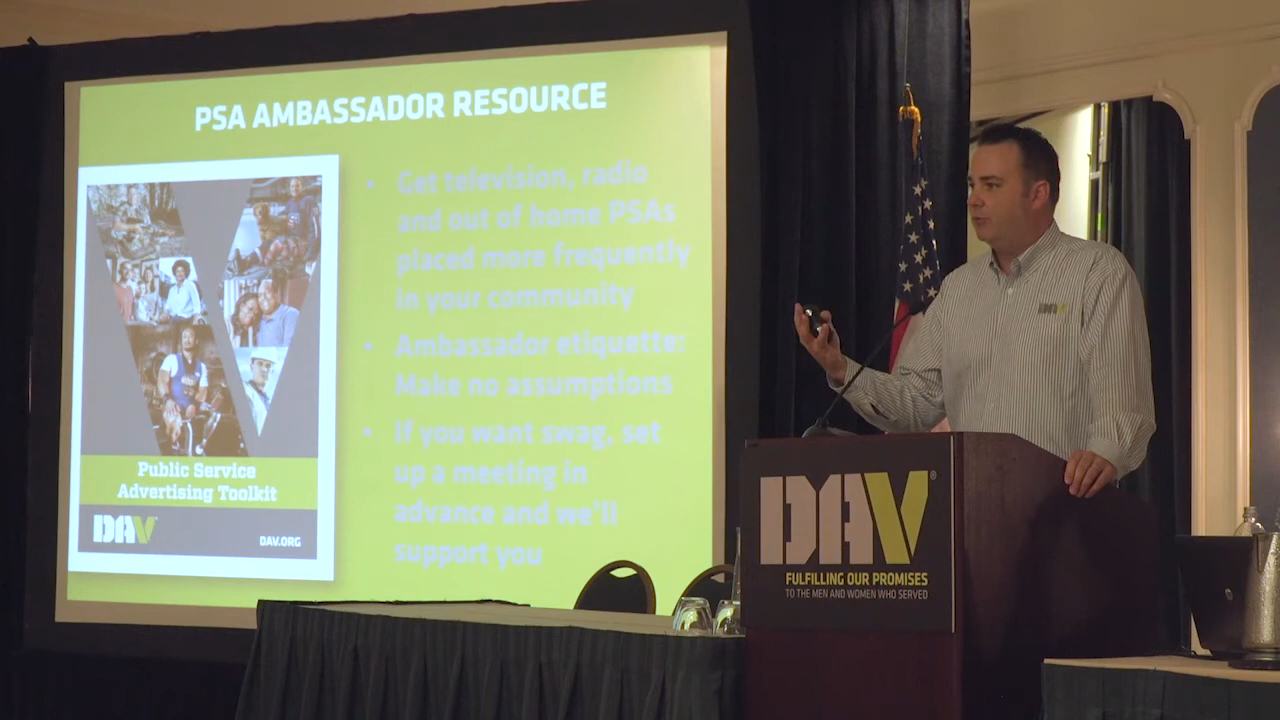 PSA AMBASSADOR RESOURCE
• Get television, radio
and out of home PSAs
placed more frequently
in your community
• Ambassador etiquette:
Make no assumptions
• If you want swag, set
up a meeting in
advance and we'll
support you
Public Service
Advertising Toolkit
DAV
DAV.ORG
DAV
DAV®
FULFILLING OUR PROMISES
TO THE MEN AND WOMEN WHO SERVED